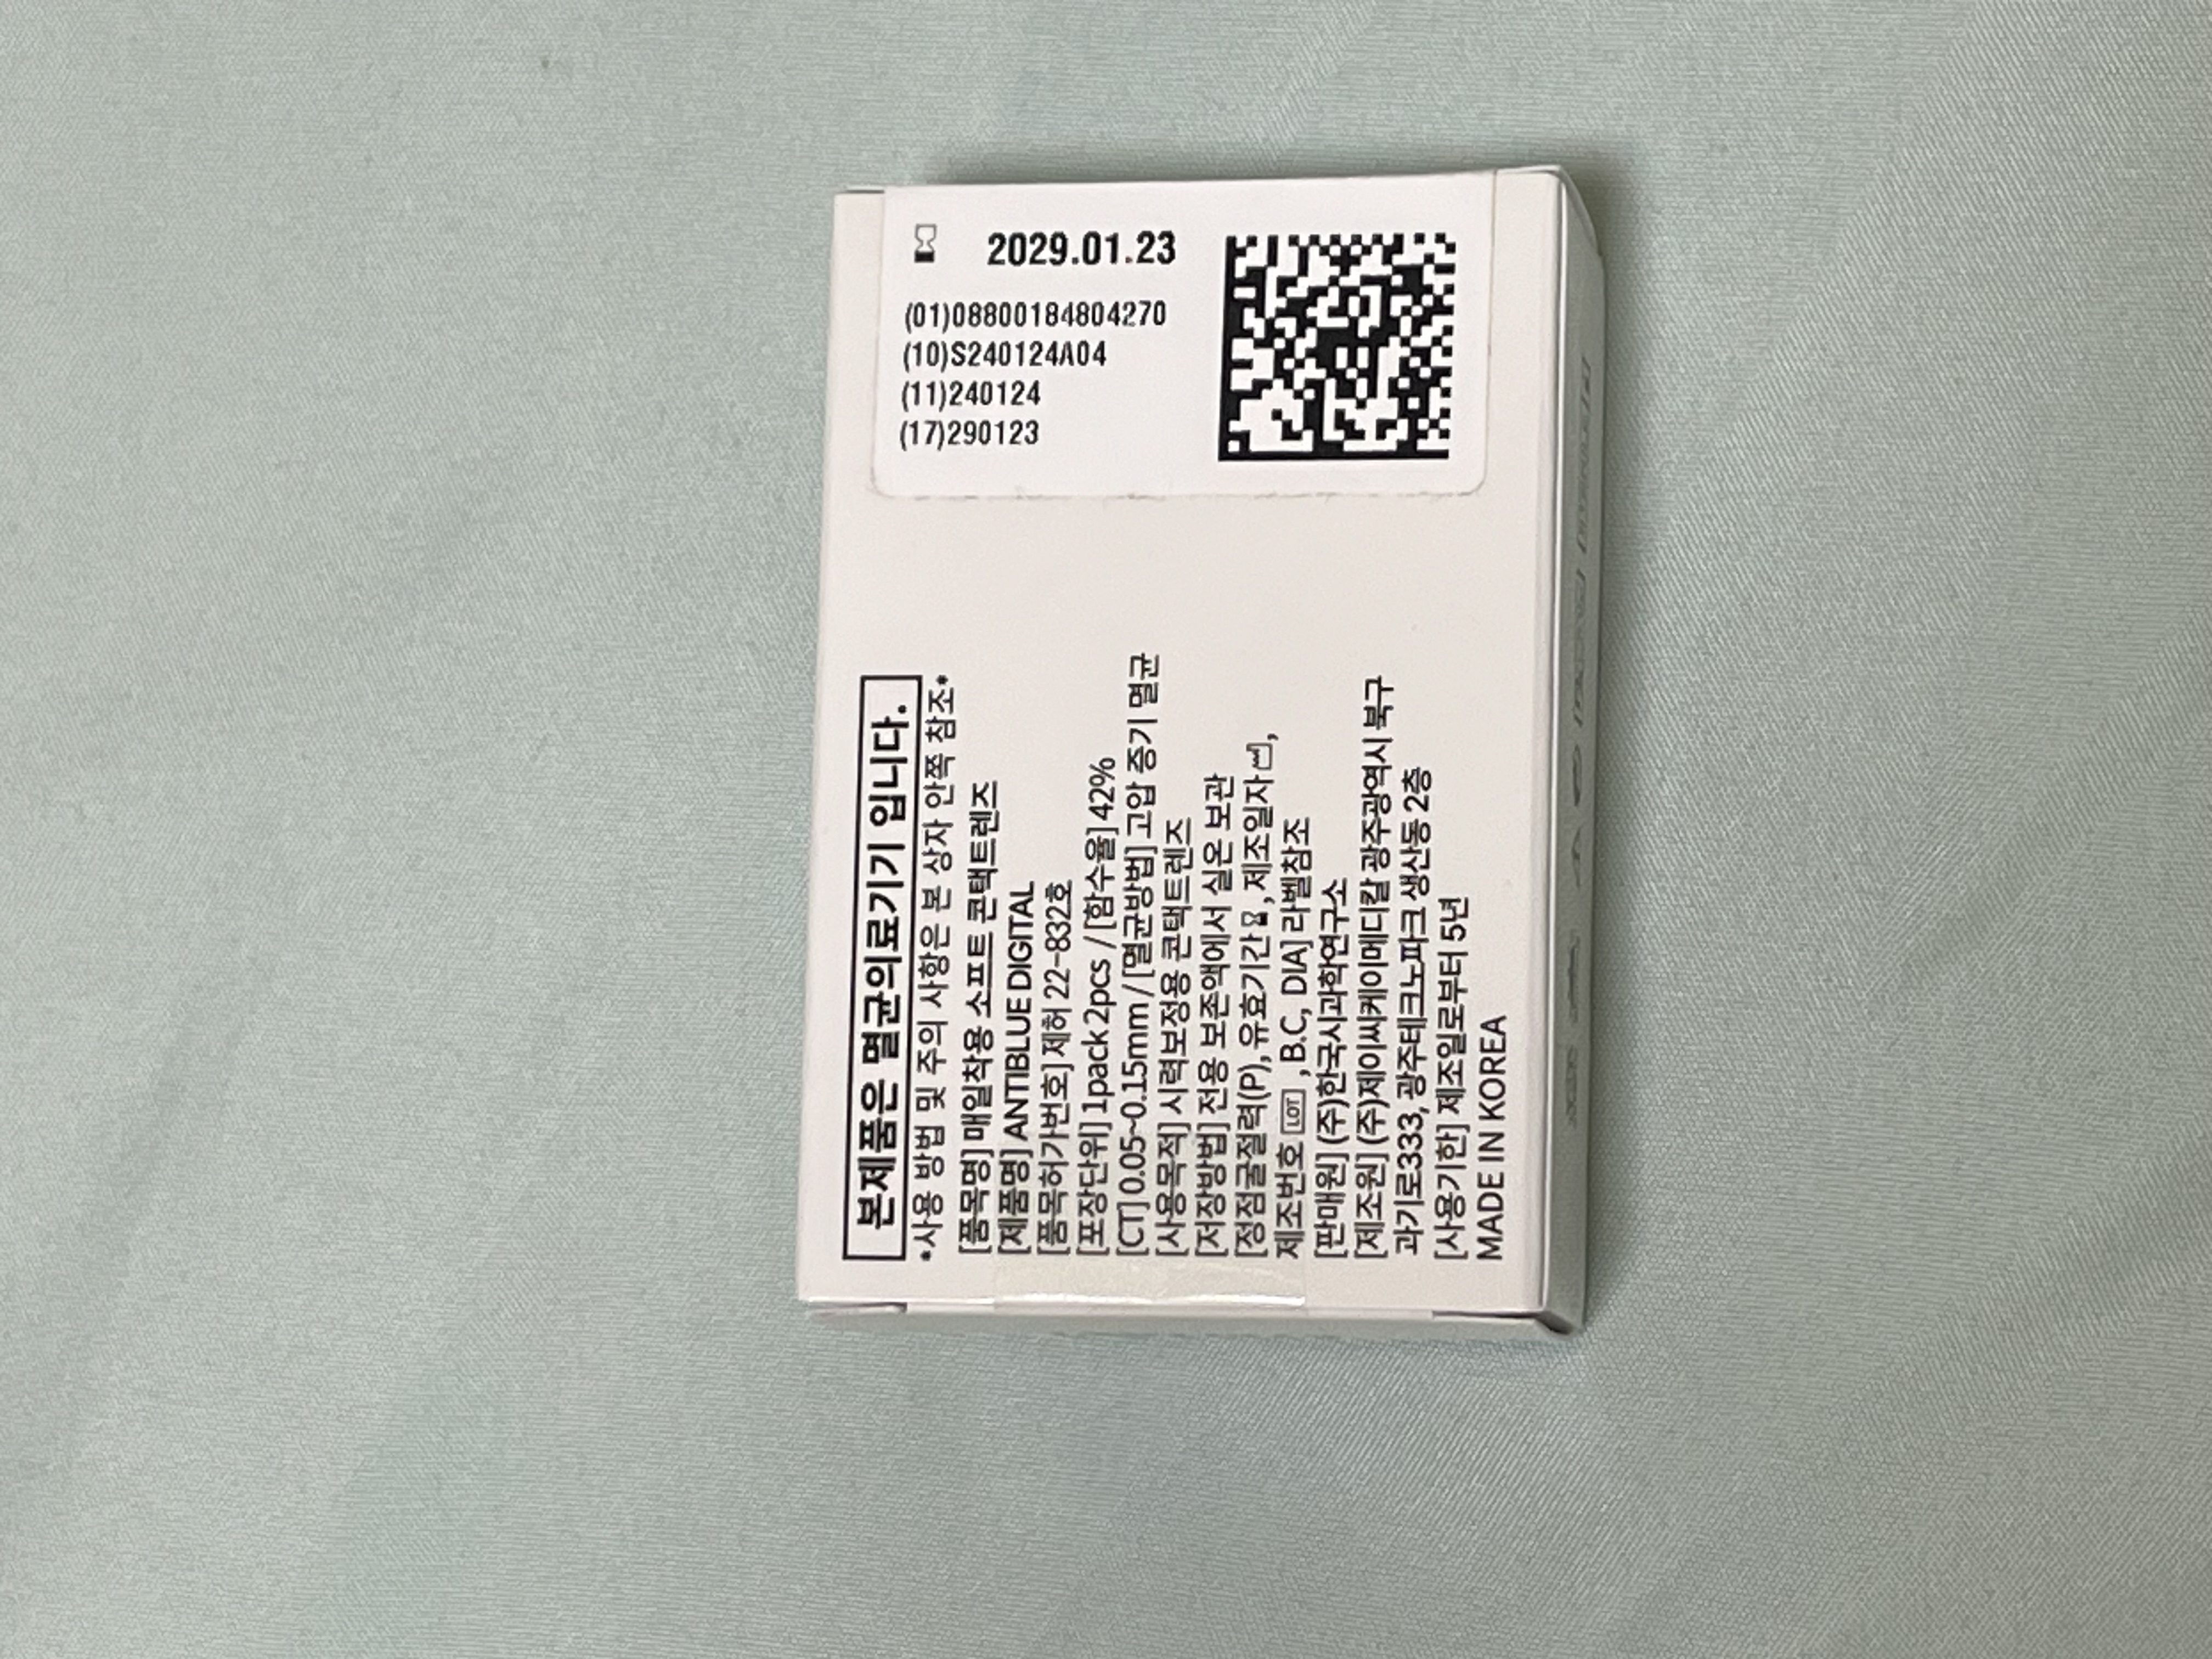 2029.01.23
(01)08800184804270
(10)S240124A04
(11)240124
(17)290123
본제품은 멸균의료기기 입니다.
*사용 방법 및 주의 사항은 본 상자 안쪽 참조*
[품목명] 매일착용 소프트 콘택트렌즈
[제품명] ANTIBLUE DIGITAL
[품목허가번호] 제허 22-832호
[포장단위] 1pack 2pcs / [함수율] 42%
[CT] 0.05~0.15mm / [멸균방법] 고압 증기 멸균
[사용목적] 시력보정용 콘택트렌즈
[저장방법] 전용 보존액에서 실온 보관
[정점굴절력(P), 유효기간, 제조일자,
제조번호 LOT, B.C, DIA] 라벨참조
[판매원] (주)한국시과학연구소
[제조원] (주)제이씨케이메디칼 광주광역시 북구
과기로333, 광주테크노파크 생산동 2층
[사용기한] 제조일로부터 5년
MADE IN KOREA